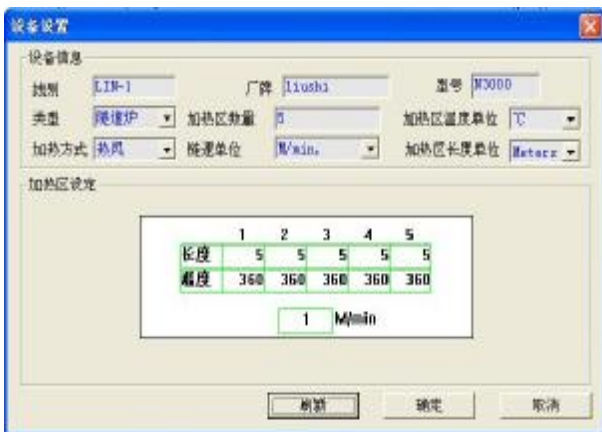 设备设置
设备信息
线别 LIN-1 厂牌 liushi 型号 M3000
类型 隧道炉 加热区数量 5 加热区温度单位 ℃
加热方式 热风 链速单位 M/min. 加热区长度单位 Meters
加热区设定
1 2 3 4 5
长度 5 5 5 5 5
温度 360 360 360 360 360
1 M/min
刷新 确定 取消